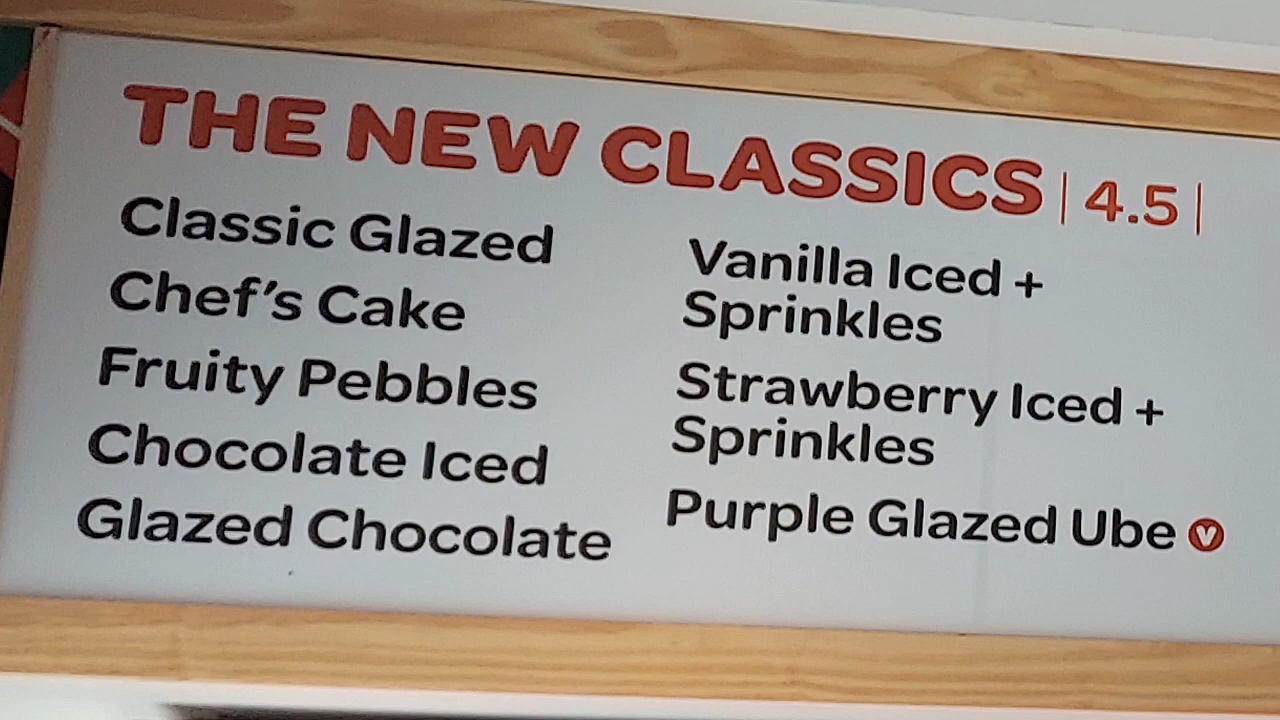 THE NEW CLASSICS | 4.5 |
Classic Glazed
Chef's Cake
Fruity Pebbles
Chocolate Iced
Glazed Chocolate
Vanilla Iced +
Sprinkles
Strawberry Iced +
Sprinkles
Purple Glazed Ube V